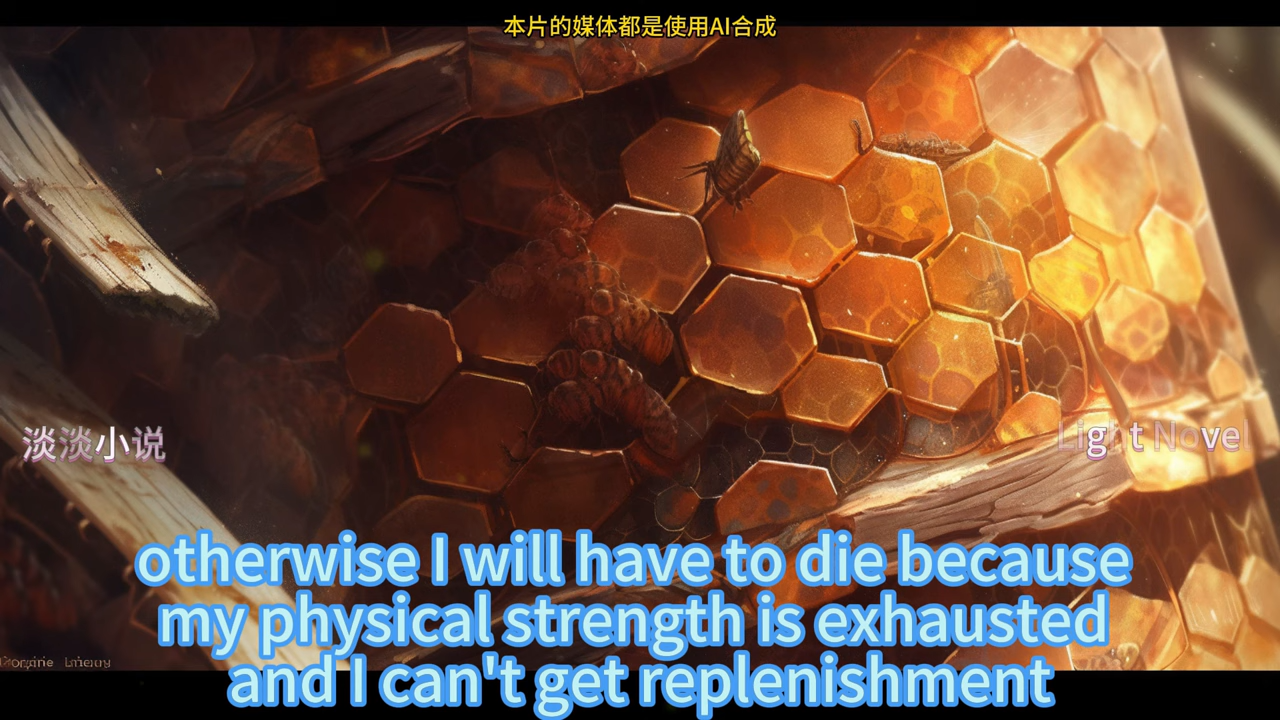 本片的媒体都是使用AI合成
淡淡小说
Light Novel
otherwise I will have to die because
my physical strength is exhausted
and I can't get replenishment